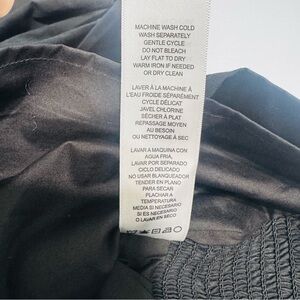 MACHINE WASH COLD
WASH SEPARATELY
GENTLE CYCLE
DO NOT BLEACH
LAY FLAT TO DRY
WARM IRON IF NEEDED
OR DRY CLEAN
LAVER À LA MACHINE À
L'EAU FROIDE SÉPARÉMENT
CYCLE DÉLICAT
JAVEL CHLORINE
SÉCHER À PLAT
REPASSAGE MOYEN
AU BESOIN
OU NETTOYAGE À SEC
LAVAR A MAQUINA CON
AGUA FRIA,
LAVAR POR SEPARADO
CICLO DELICADO
NO USAR BLANQUEADOR
TENDER EN PLANO
PARA SECAR
PLACHAR A
TEMPERATURA
MEDIA SI NECESARIO
SI ES NECESARIO
O LAVAR EN SECO